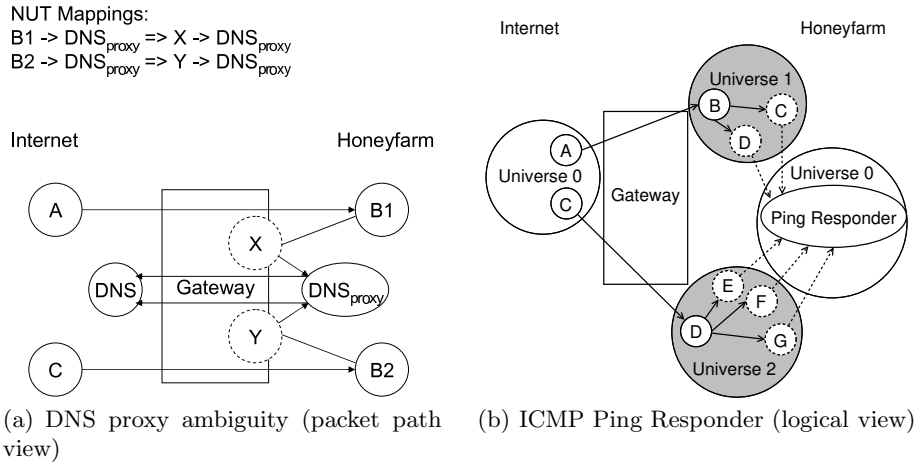 NUT Mappings:
B1 -> DNSproxy => X -> DNSproxy
B2 -> DNSproxy => Y -> DNSproxy
Internet
Honeyfarm
A
B1
X
DNS
Gateway
DNSproxy
Y
C
B2
(a) DNS proxy ambiguity (packet path
view)
Internet
Honeyfarm
Universe 1
B
C
D
A
Universe 0
C
Gateway
Universe 0
Ping Responder
E
F
D
G
Universe 2
(b) ICMP Ping Responder (logical view)